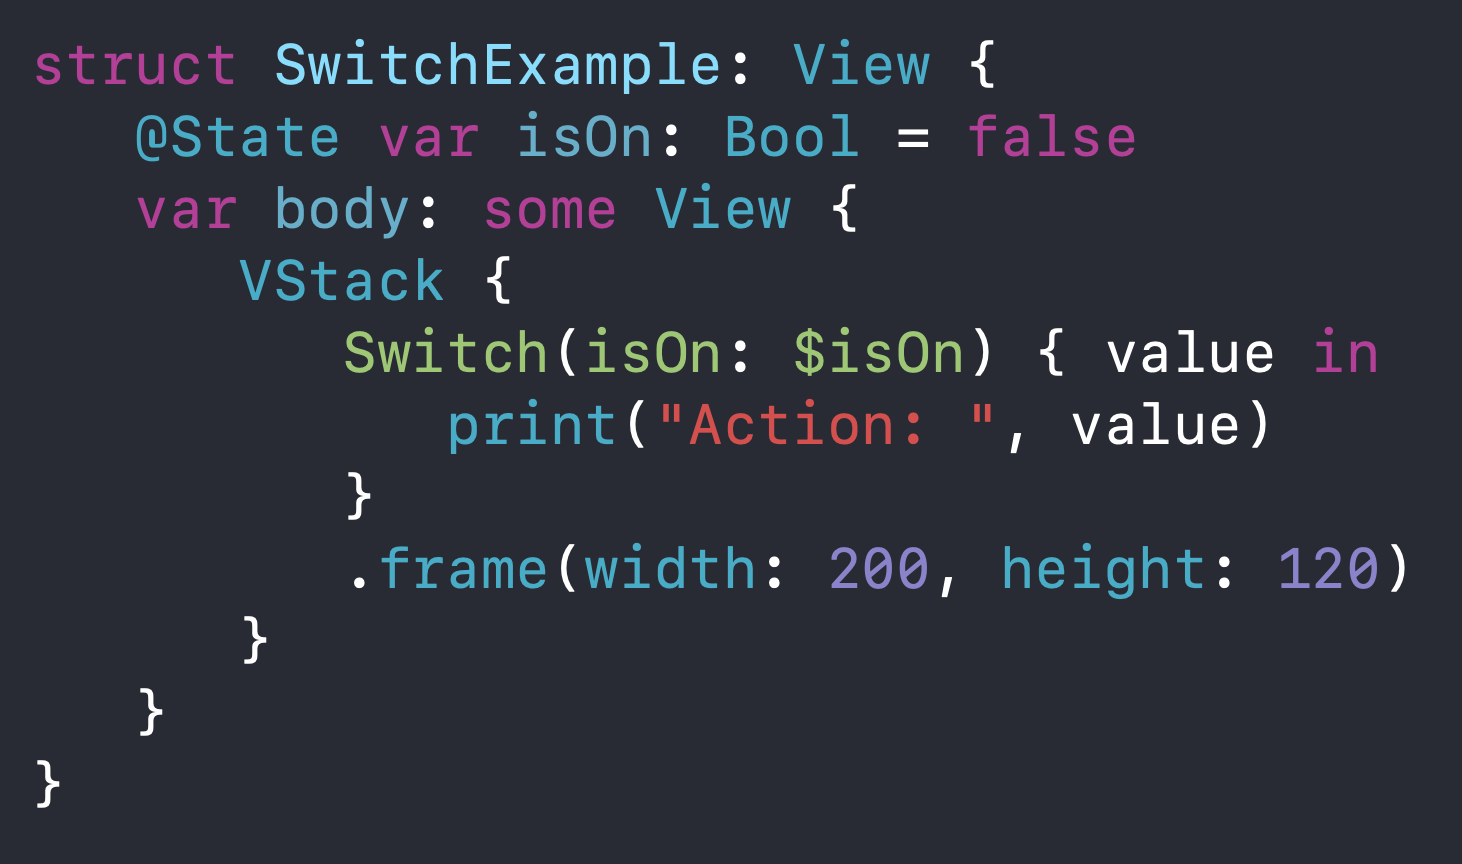 struct SwitchExample: View {
   @State var isOn: Bool = false
   var body: some View {
      VStack {
         Switch(isOn: $isOn) { value in
            print("Action: ", value)
         }
         .frame(width: 200, height: 120)
      }
   }
}